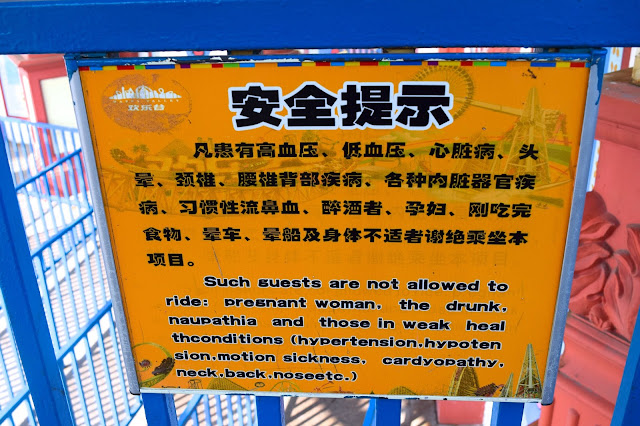 欢乐谷
安全提示
凡患有高血压、低血压、心脏病、头
晕、颈椎、腰椎背部疾病、各种内脏器官疾
病、习惯性流鼻血、醉洒者、孕妇、刚吃完
食物、晕车、晕船及身体不适者谢绝乘坐本
项目。
Such guests are not allowed to
ride: pregnant woman, the drunk,
naupathia and those in weak heal
thconditions (hypertension,hypoten
sion,motion sickness, cardyopathy,
neck,back,noseetc.)